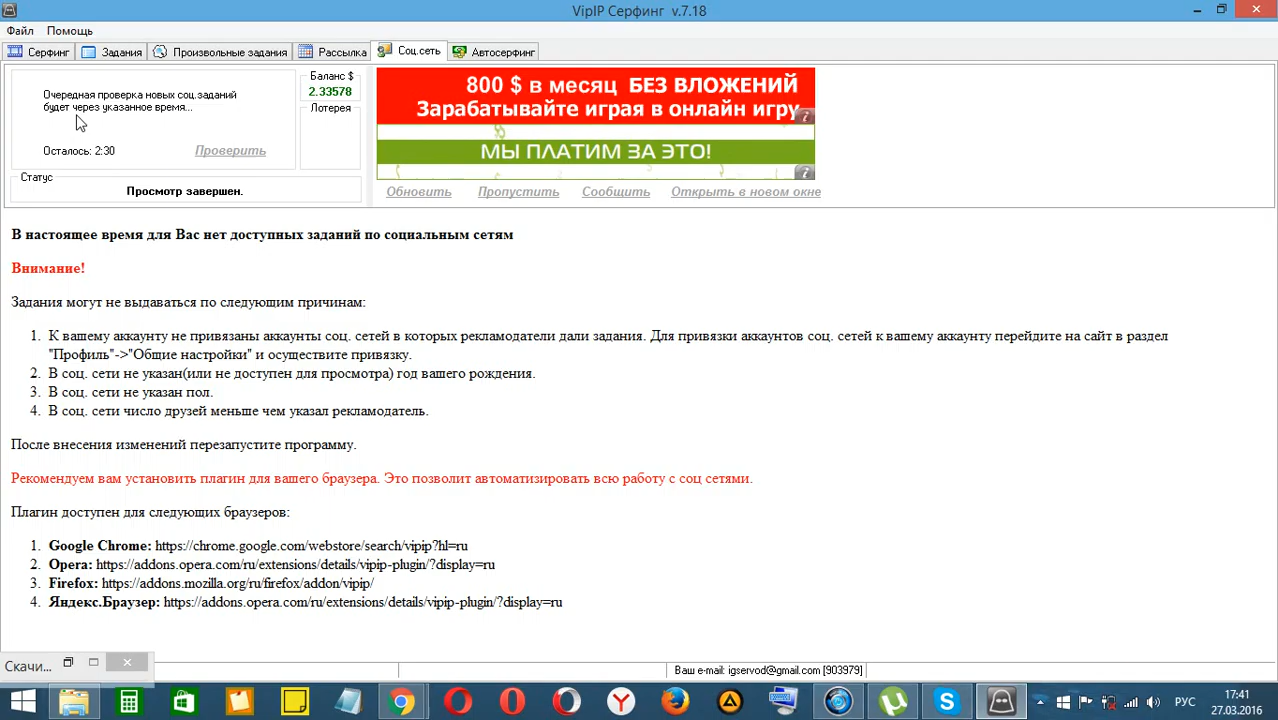 VipIP Серфинг v.7.18
Файл Помощь
Серфинг Задания Произвольные задания Рассылка Соц.сеть Автосерфинг
Очередная проверка новых соц.заданий
будет через указанное время...
Осталось: 2:30 Проверить
Баланс $
2.33578
Лотерея
Статус
Просмотр завершен.
800 $ в месяц БЕЗ ВЛОЖЕНИЙ
Зарабатывайте играя в онлайн игру
МЫ ПЛАТИМ ЗА ЭТО!
Обновить Пропустить Сообщить Открыть в новом окне
В настоящее время для Вас нет доступных заданий по социальным сетям
Внимание!
Задания могут не выдаваться по следующим причинам:
1. К вашему аккаунту не привязаны аккаунты соц. сетей в которых рекламодатели дали задания. Для привязки аккаунтов соц. сетей к вашему аккаунту перейдите на сайт в раздел
"Профиль"->"Общие настройки" и осуществите привязку.
2. В соц. сети не указан(или не доступен для просмотра) год вашего рождения.
3. В соц. сети не указан пол.
4. В соц. сети число друзей меньше чем указал рекламодатель.
После внесения изменений перезапустите программу.
Рекомендуем вам установить плагин для вашего браузера. Это позволит автоматизировать всю работу с соц сетями.
Плагин доступен для следующих браузеров:
1. Google Chrome: https://chrome.google.com/webstore/search/vipip?hl=ru
2. Opera: https://addons.opera.com/ru/extensions/details/vipip-plugin/?display=ru
3. Firefox: https://addons.mozilla.org/ru/firefox/addon/vipip/
4. Яндекс.Браузер: https://addons.opera.com/ru/extensions/details/vipip-plugin/?display=ru
Скачи...
Ваш e-mail: igservod@gmail.com [903979]
РУС
17:41
27.03.2016